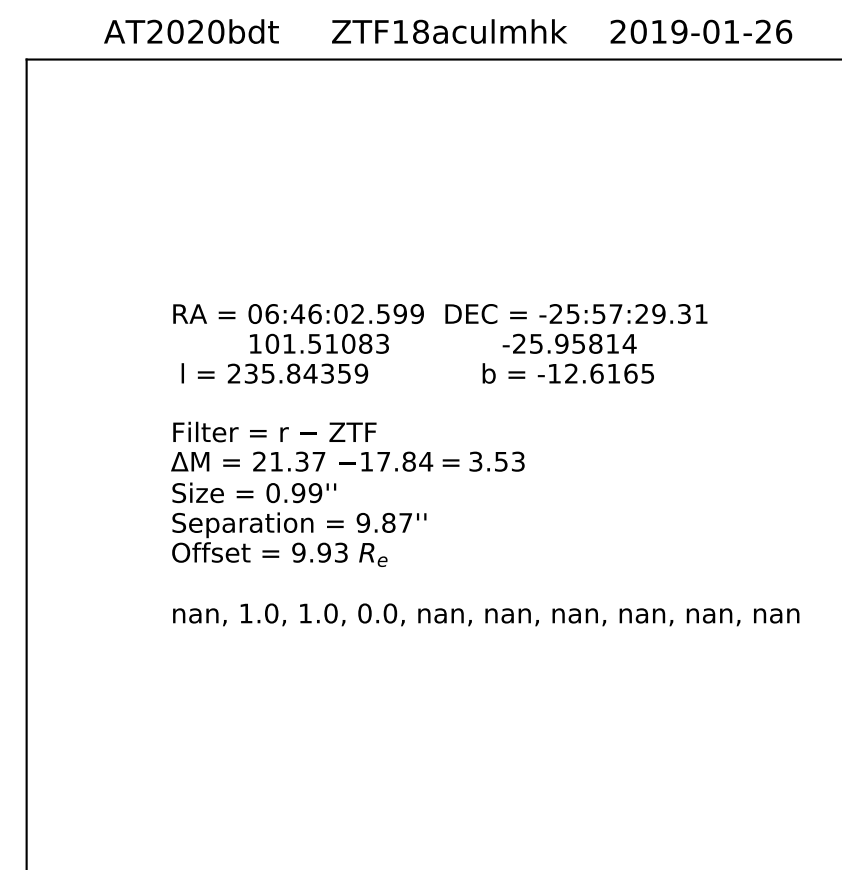 AT2020bdt ZTF18aculmhk 2019-01-26
RA = 06:46:02.599 DEC = -25:57:29.31
101.51083 -25.95814
l = 235.84359 b = -12.6165
Filter = r − ZTF
ΔM = 21.37 −17.84 = 3.53
Size = 0.99''
Separation = 9.87''
Offset = 9.93 Rₑ
nan, 1.0, 1.0, 0.0, nan, nan, nan, nan, nan, nan